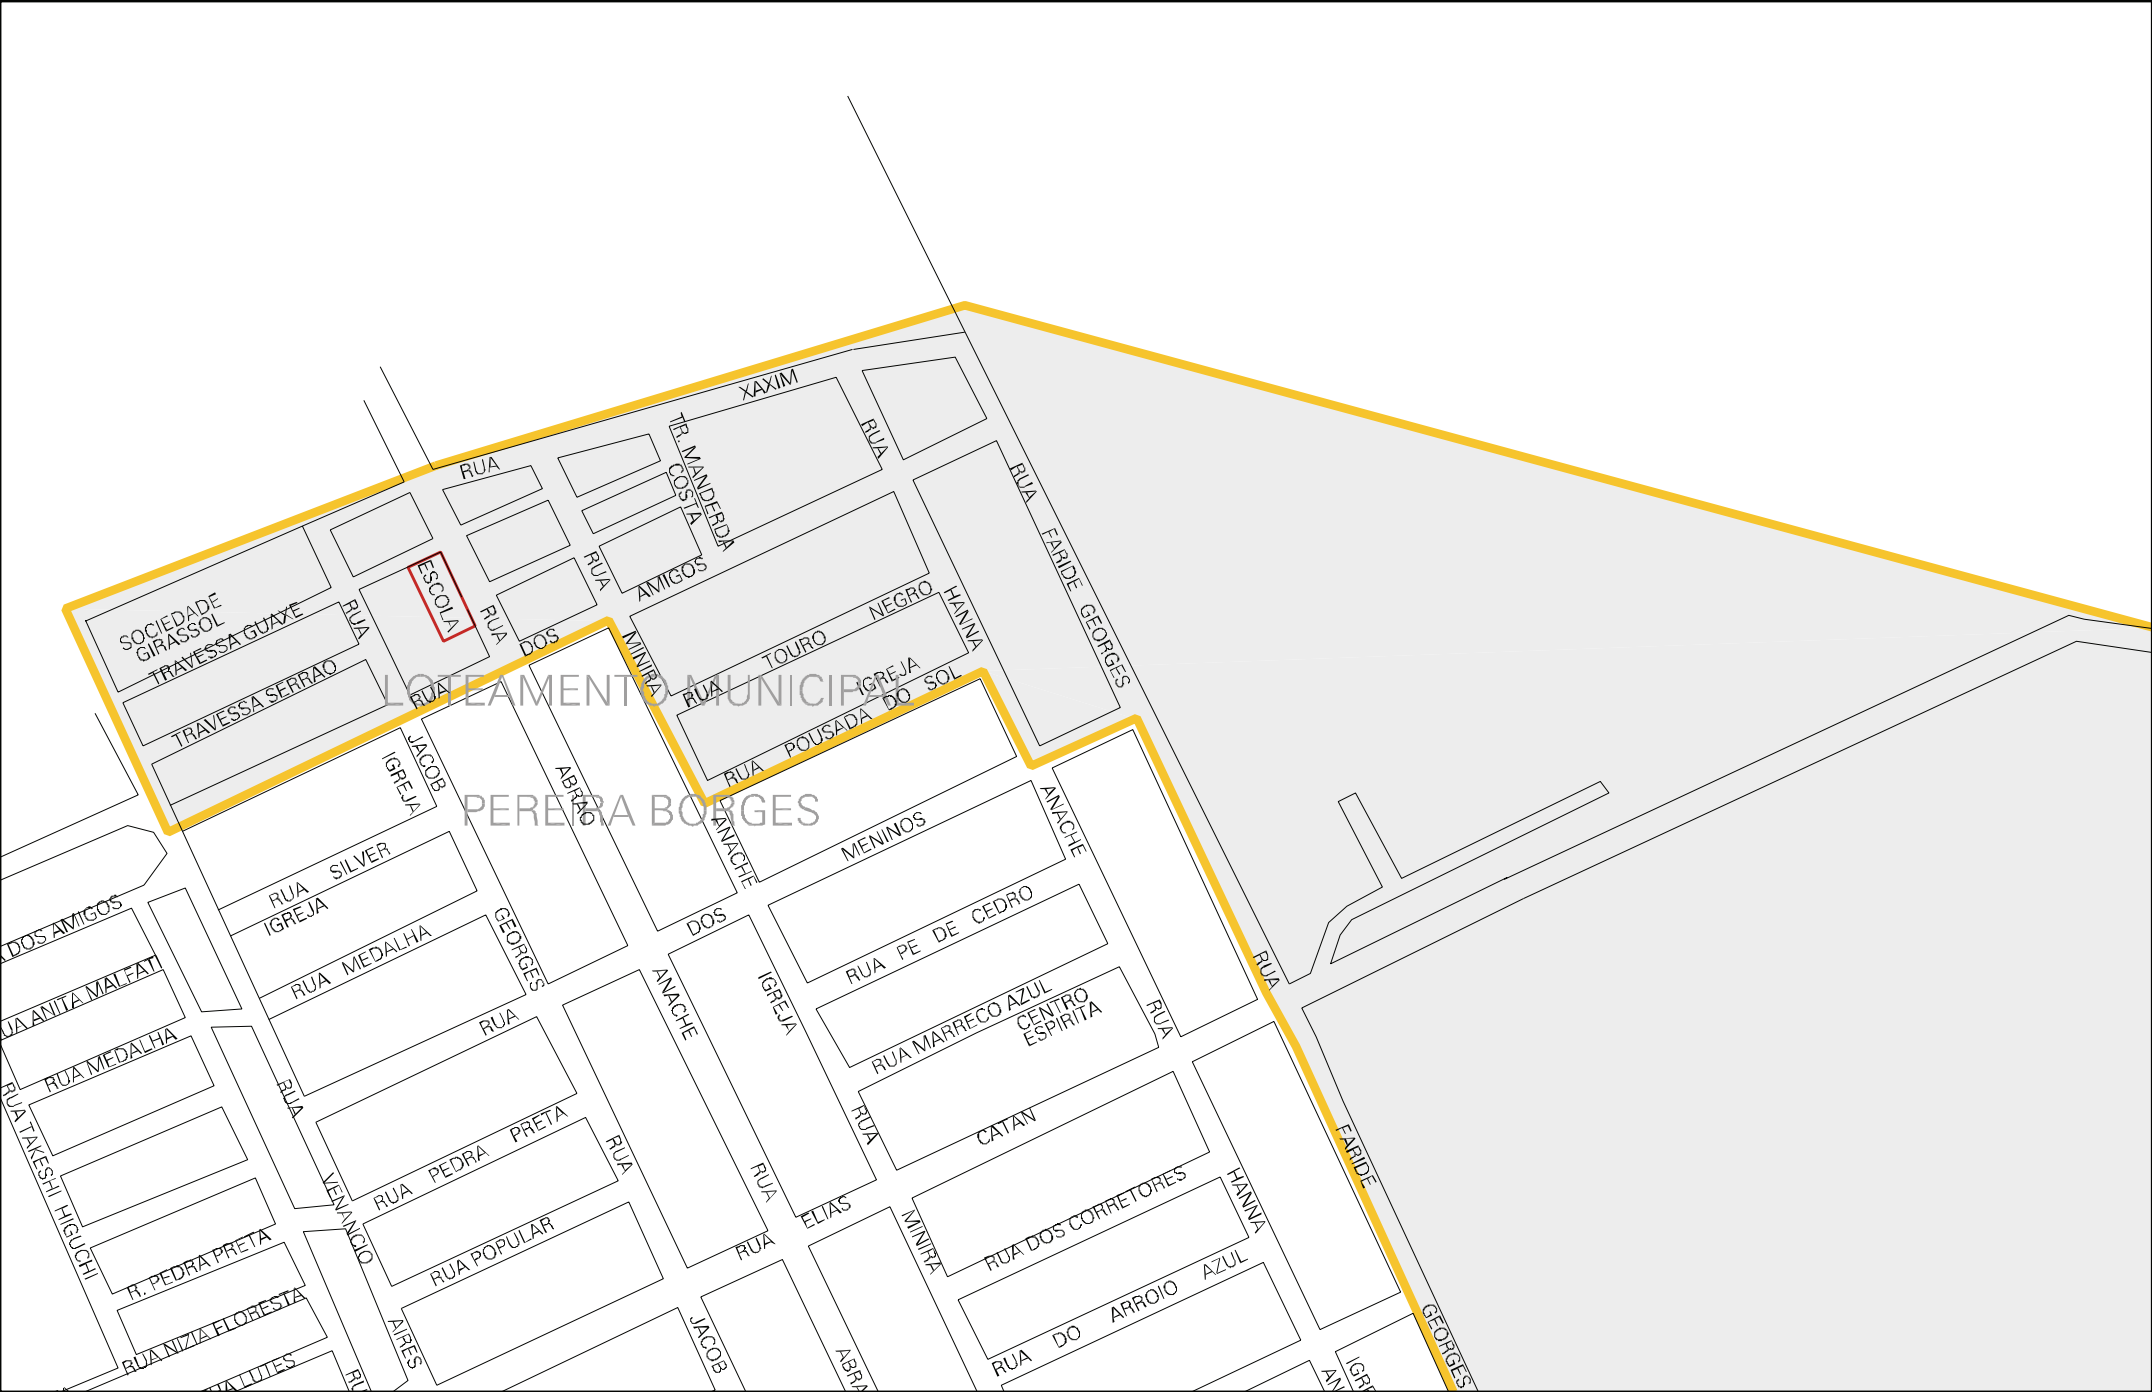 XAXIM
RUA
TR. MANDERDA
COSTA
RUA
RUA
FARIDE
GEORGES
ESCOLA
RUA
AMIGOS
SOCIEDADE
GIRASSOL
TRAVESSA GUAXE
RUA
RUA
DOS
MINIRA
HANNA
RUA TOURO NEGRO
IGREJA
TRAVESSA SERRAO
RUA
LOTEAMENTO MUNICIPAL
PEREIRA BORGES
RUA POUSADA DO SOL
JACOB
IGREJA
ABRAO
ANACHE
MENINOS
ANACHE
RUA SILVER
IGREJA
RUA MEDALHA
GEORGES
DOS
RUA PE DE CEDRO
DOS AMIGOS
ANITA MALFATI
RUA MEDALHA
RUA
ANACHE
IGREJA
RUA MARRECO AZUL
CENTRO
ESPIRITA
RUA
RUA
RUA TAKESHI HIGUCHI
RUA
RUA PEDRA PRETA
RUA
RUA
RUA
CATAN
FARIDE
VENANCIO
RUA POPULAR
RUA
ELIAS
MINIRA
RUA DOS CORRETORES
HANNA
R. PEDRA PRETA
RUA NIZIA FLORESTA
LUTES
AIRES
JACOB
RUA DO ARROIO AZUL
GEORGES